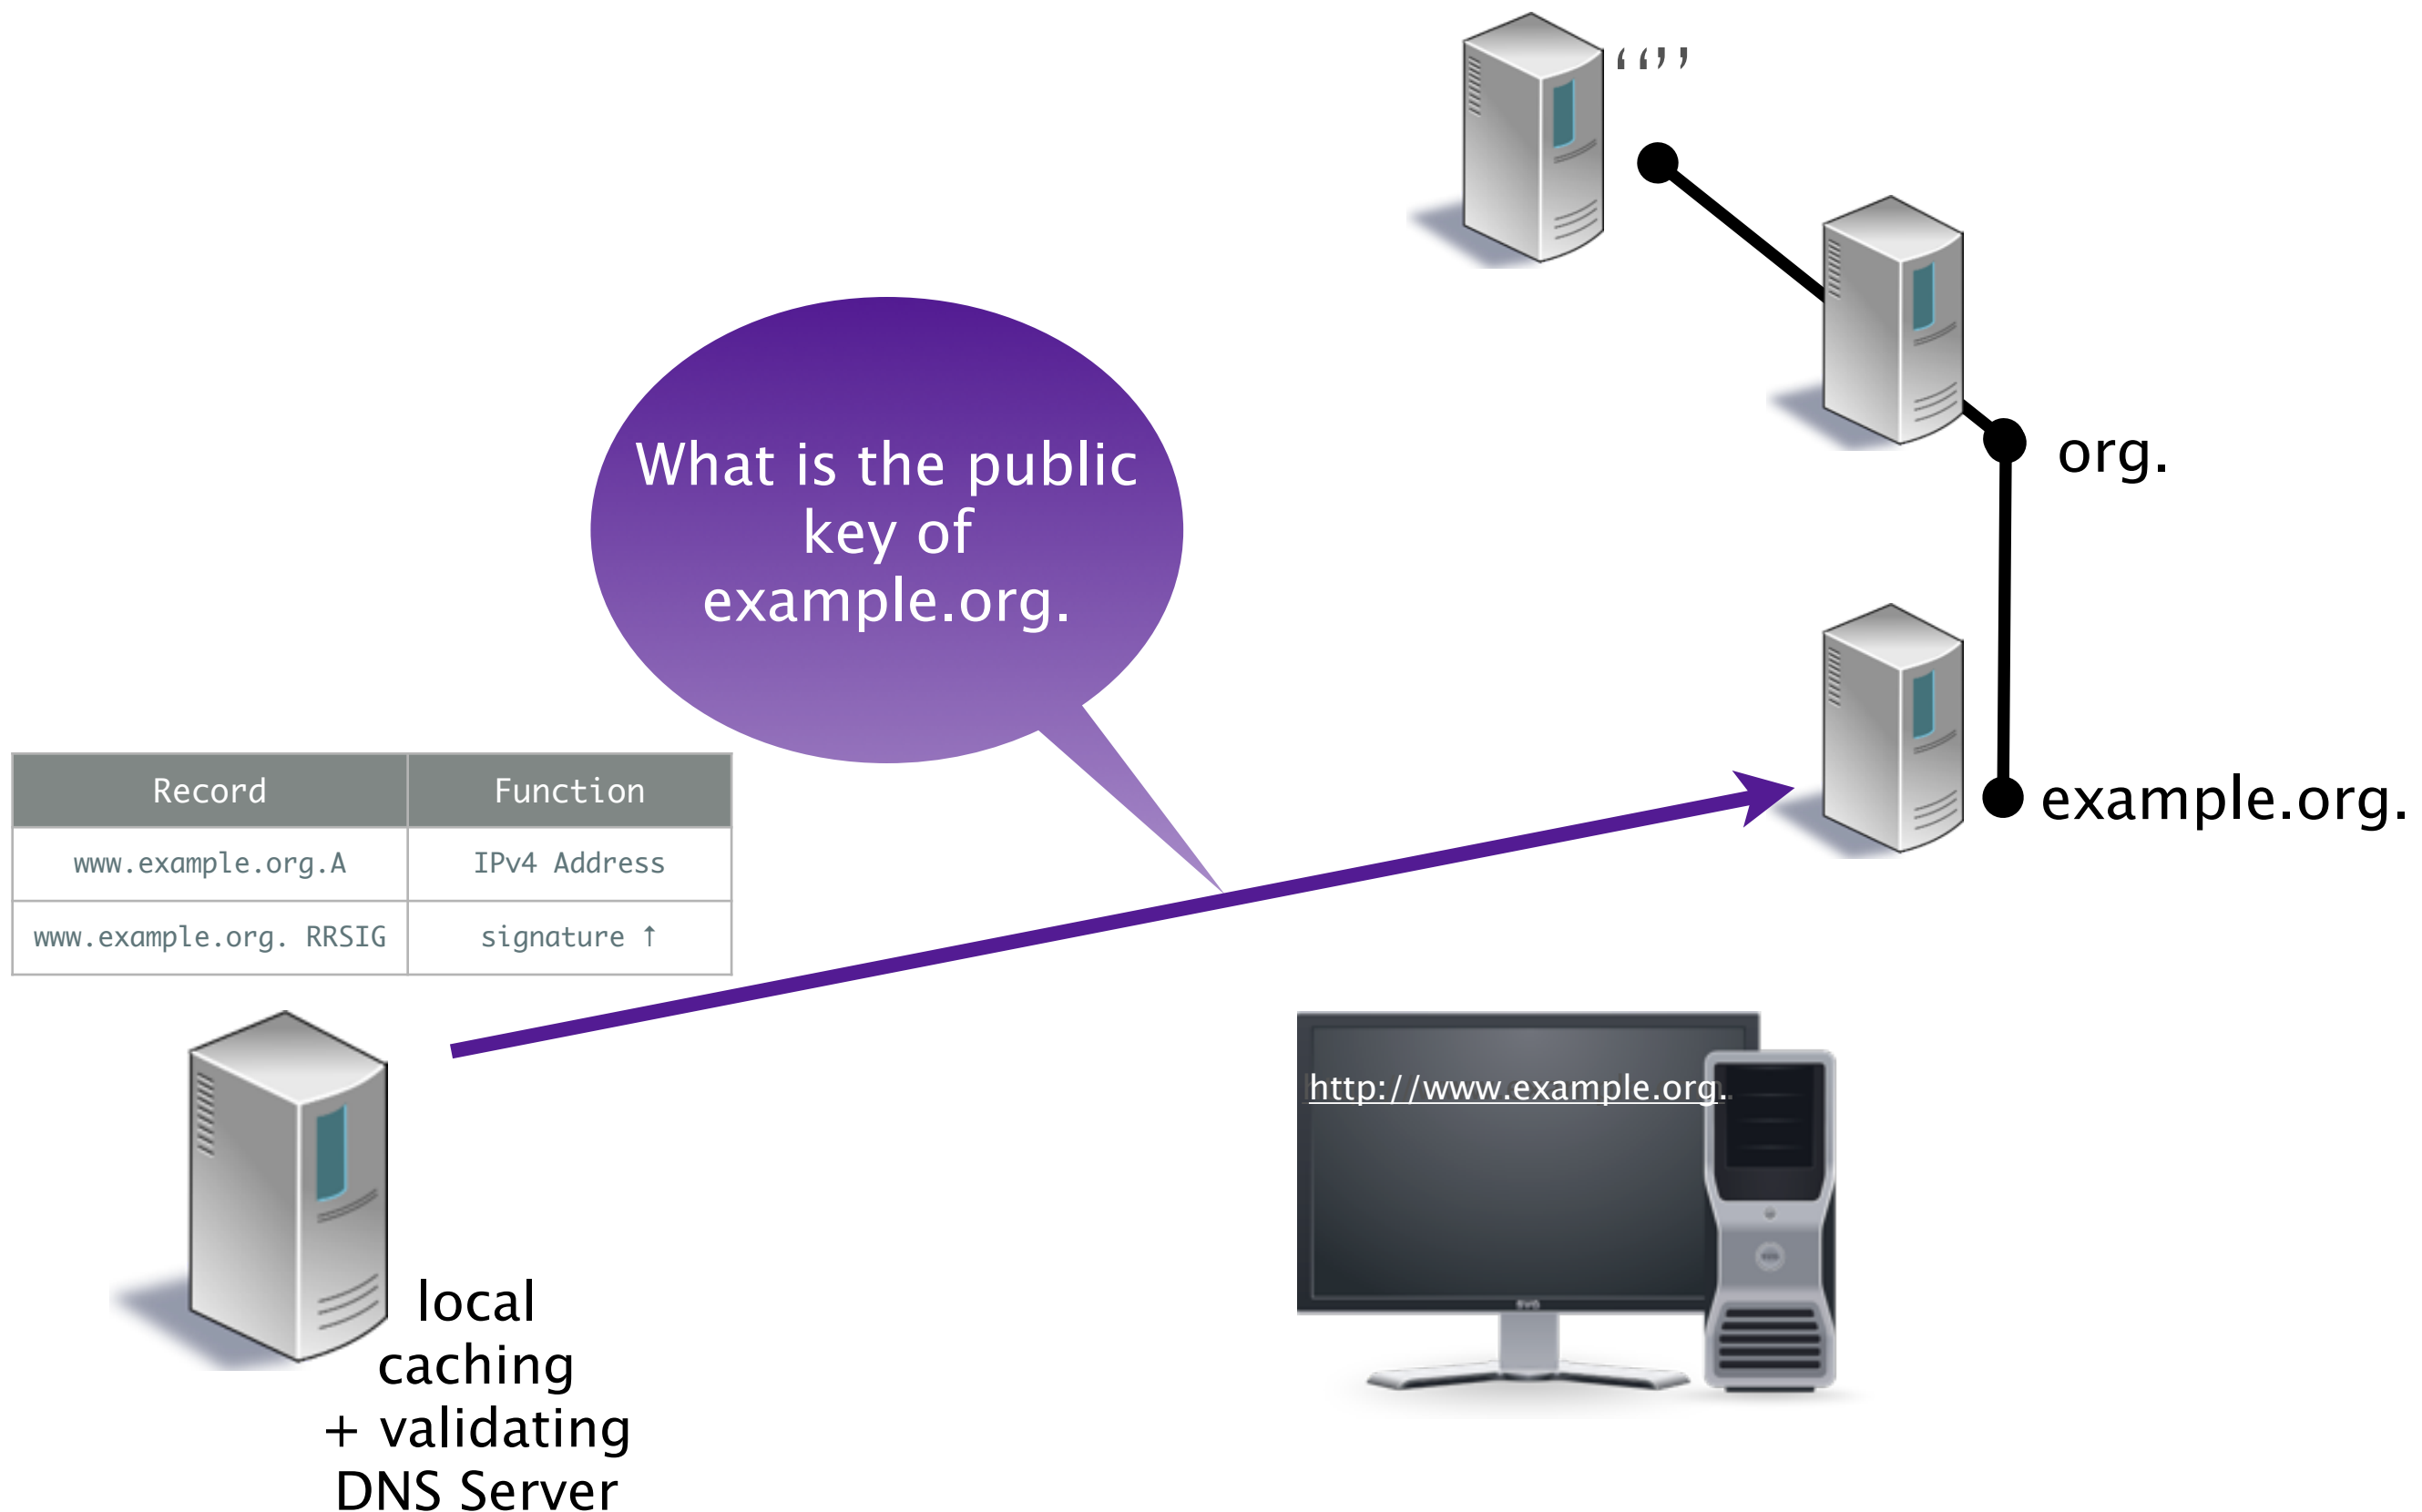 “”
What is the public
key of
example.org.
org.
example.org.
Record Function
www.example.org.A IPv4 Address
www.example.org. RRSIG signature ↑
http://www.example.org.
local
caching
+ validating
DNS Server